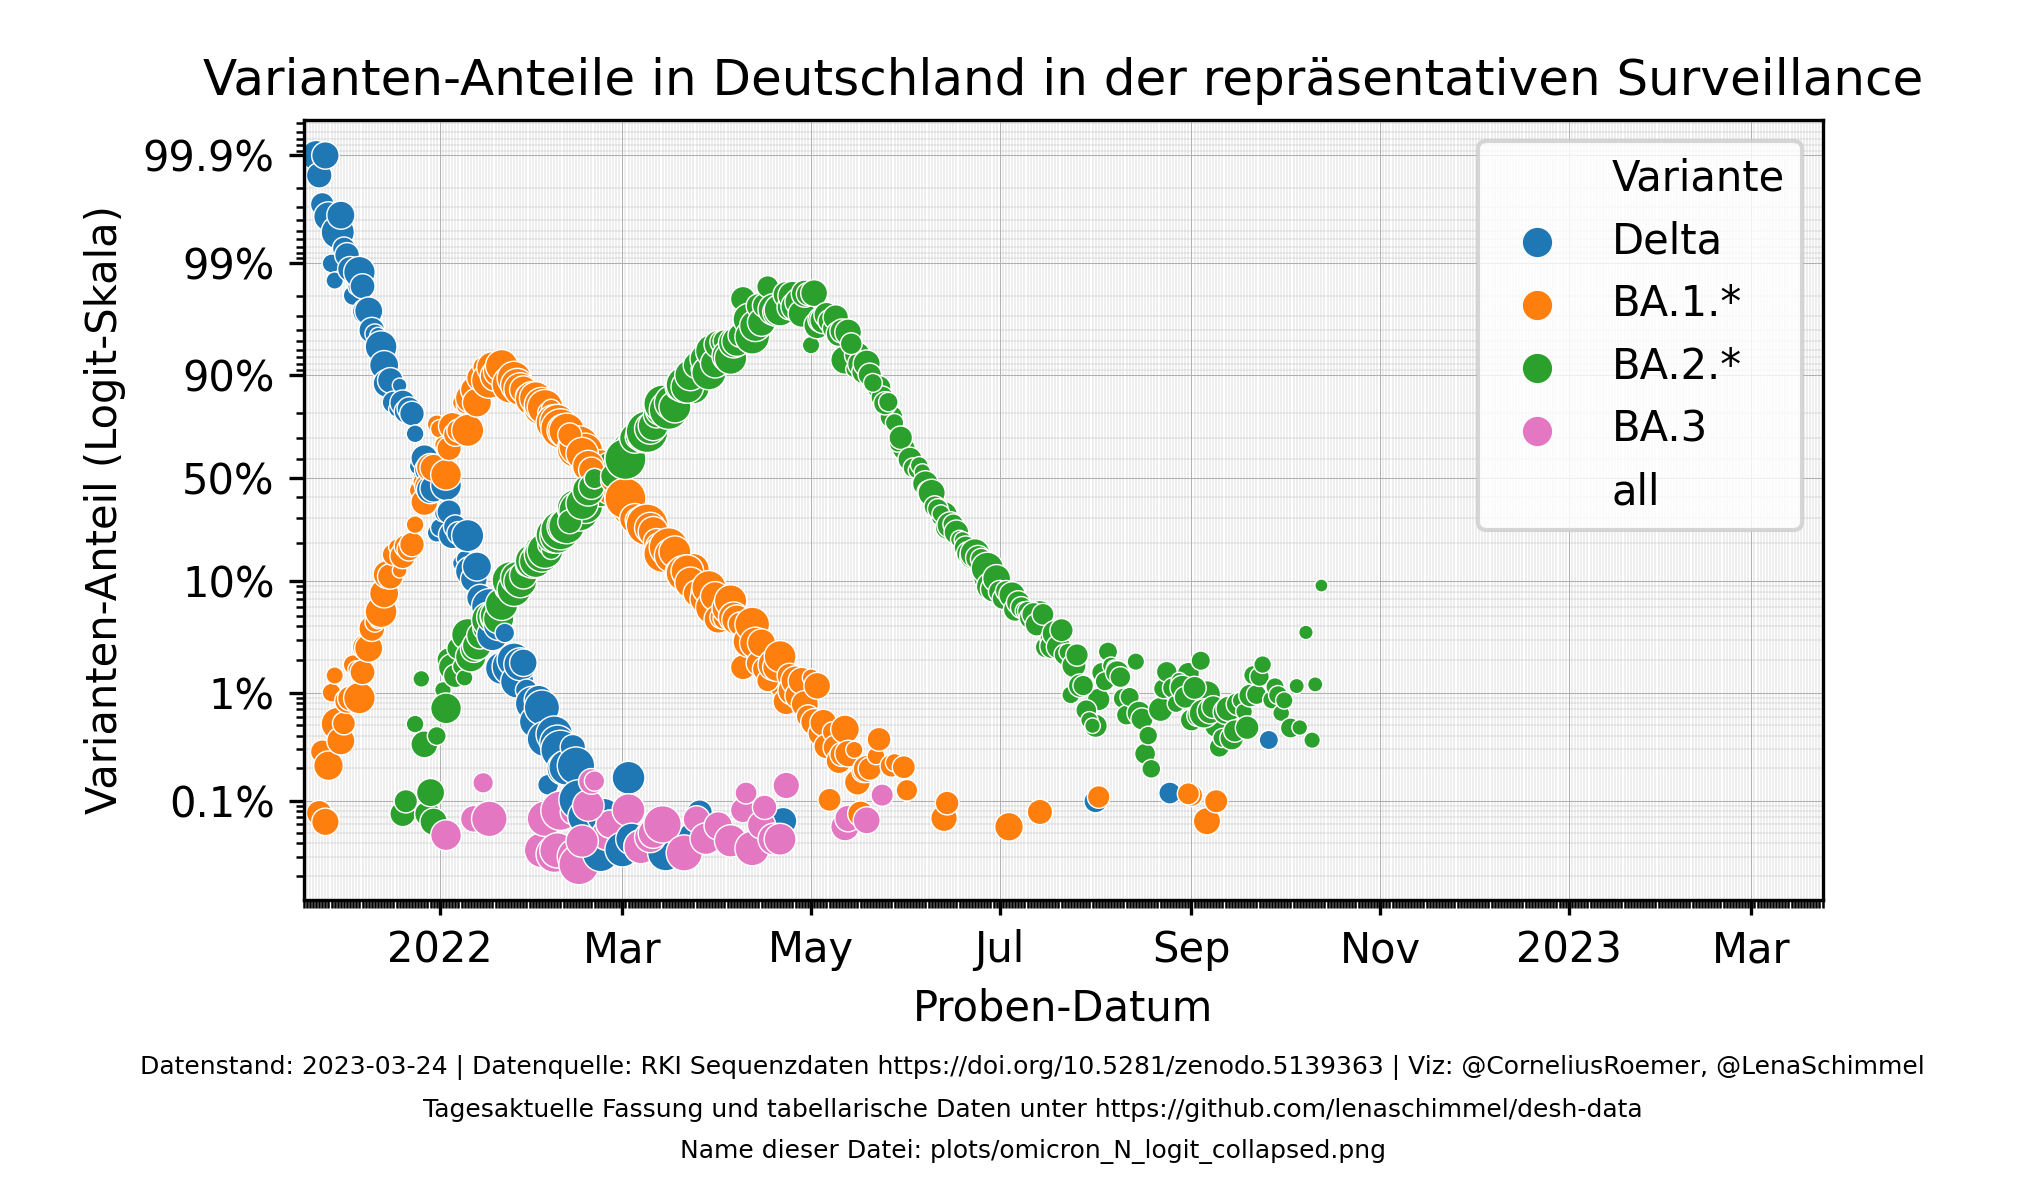 Varianten-Anteile in Deutschland in der repräsentativen Surveillance
99.9%
99%
90%
50%
10%
1%
0.1%
Varianten-Anteil (Logit-Skala)
Variante
Delta
BA.1.*
BA.2.*
BA.3
all
2022 Mar May Jul Sep Nov 2023 Mar
Proben-Datum
Datenstand: 2023-03-24 | Datenquelle: RKI Sequenzdaten https://doi.org/10.5281/zenodo.5139363 | Viz: @CorneliusRoemer, @LenaSchimmel
Tagesaktuelle Fassung und tabellarische Daten unter https://github.com/lenaschimmel/desh-data
Name dieser Datei: plots/omicron_N_logit_collapsed.png